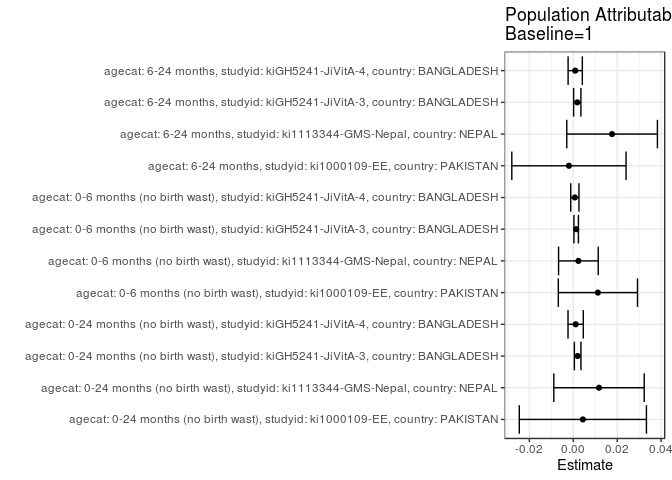 Population Attributab
Baseline=1
agecat: 6-24 months, studyid: kiGH5241-JiVitA-4, country: BANGLADESH
agecat: 6-24 months, studyid: kiGH5241-JiVitA-3, country: BANGLADESH
agecat: 6-24 months, studyid: ki1113344-GMS-Nepal, country: NEPAL
agecat: 6-24 months, studyid: ki1000109-EE, country: PAKISTAN
agecat: 0-6 months (no birth wast), studyid: kiGH5241-JiVitA-4, country: BANGLADESH
agecat: 0-6 months (no birth wast), studyid: kiGH5241-JiVitA-3, country: BANGLADESH
agecat: 0-6 months (no birth wast), studyid: ki1113344-GMS-Nepal, country: NEPAL
agecat: 0-6 months (no birth wast), studyid: ki1000109-EE, country: PAKISTAN
agecat: 0-24 months (no birth wast), studyid: kiGH5241-JiVitA-4, country: BANGLADESH
agecat: 0-24 months (no birth wast), studyid: kiGH5241-JiVitA-3, country: BANGLADESH
agecat: 0-24 months (no birth wast), studyid: ki1113344-GMS-Nepal, country: NEPAL
agecat: 0-24 months (no birth wast), studyid: ki1000109-EE, country: PAKISTAN
-0.02 0.00 0.02 0.04
Estimate